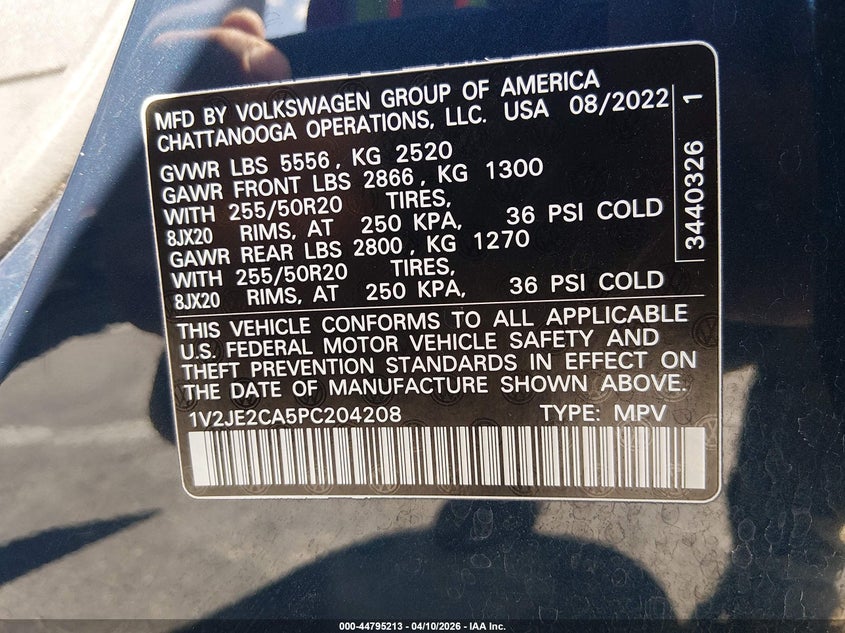 MFD BY VOLKSWAGEN GROUP OF AMERICA
CHATTANOOGA OPERATIONS, LLC. USA 08/2022
GVWR LBS 5556, KG 2520
GAWR FRONT LBS 2866, KG 1300
WITH 255/50R20 TIRES,
8JX20 RIMS, AT 250 KPA, 36 PSI COLD
GAWR REAR LBS 2800, KG 1270
WITH 255/50R20 TIRES,
8JX20 RIMS, AT 250 KPA, 36 PSI COLD
3440326 1
THIS VEHICLE CONFORMS TO ALL APPLICABLE
U.S. FEDERAL MOTOR VEHICLE SAFETY AND
THEFT PREVENTION STANDARDS IN EFFECT ON
THE DATE OF MANUFACTURE SHOWN ABOVE.
1V2JE2CA5PC204208 TYPE: MPV
000-44795213 - 04/10/2026 - IAA Inc.